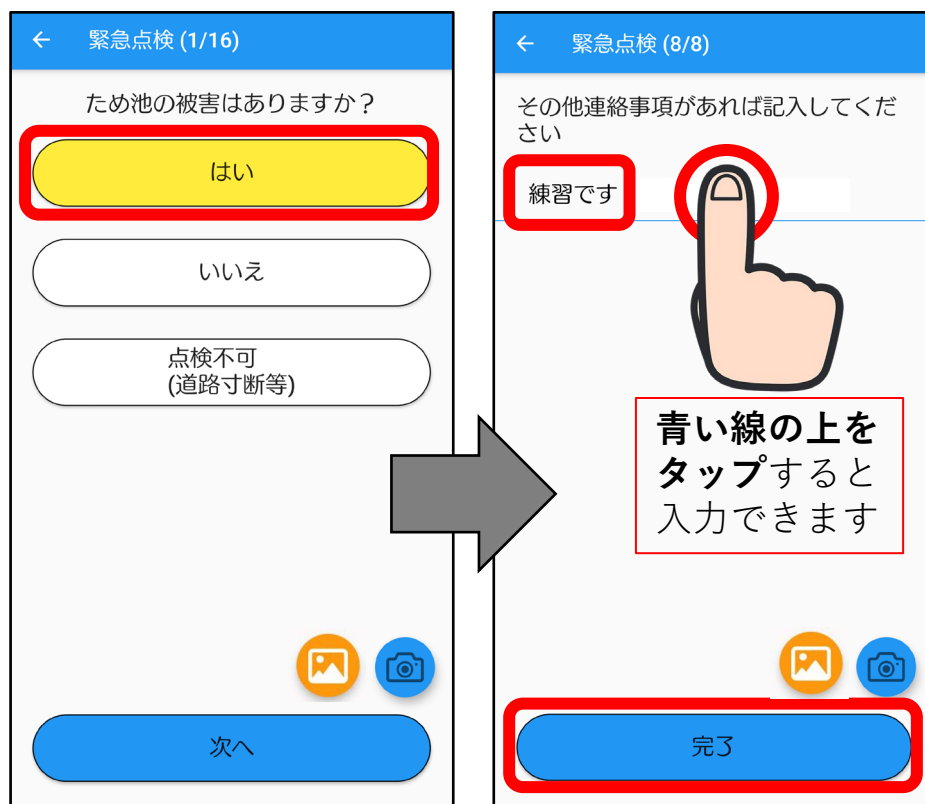 緊急点検 (1/16)
ため池の被害はありますか？
はい
いいえ
点検不可
(道路寸断等)
次へ
緊急点検 (8/8)
その他連絡事項があれば記入してくだ
さい
練習です
青い線の上を
タップすると
入力できます
完了